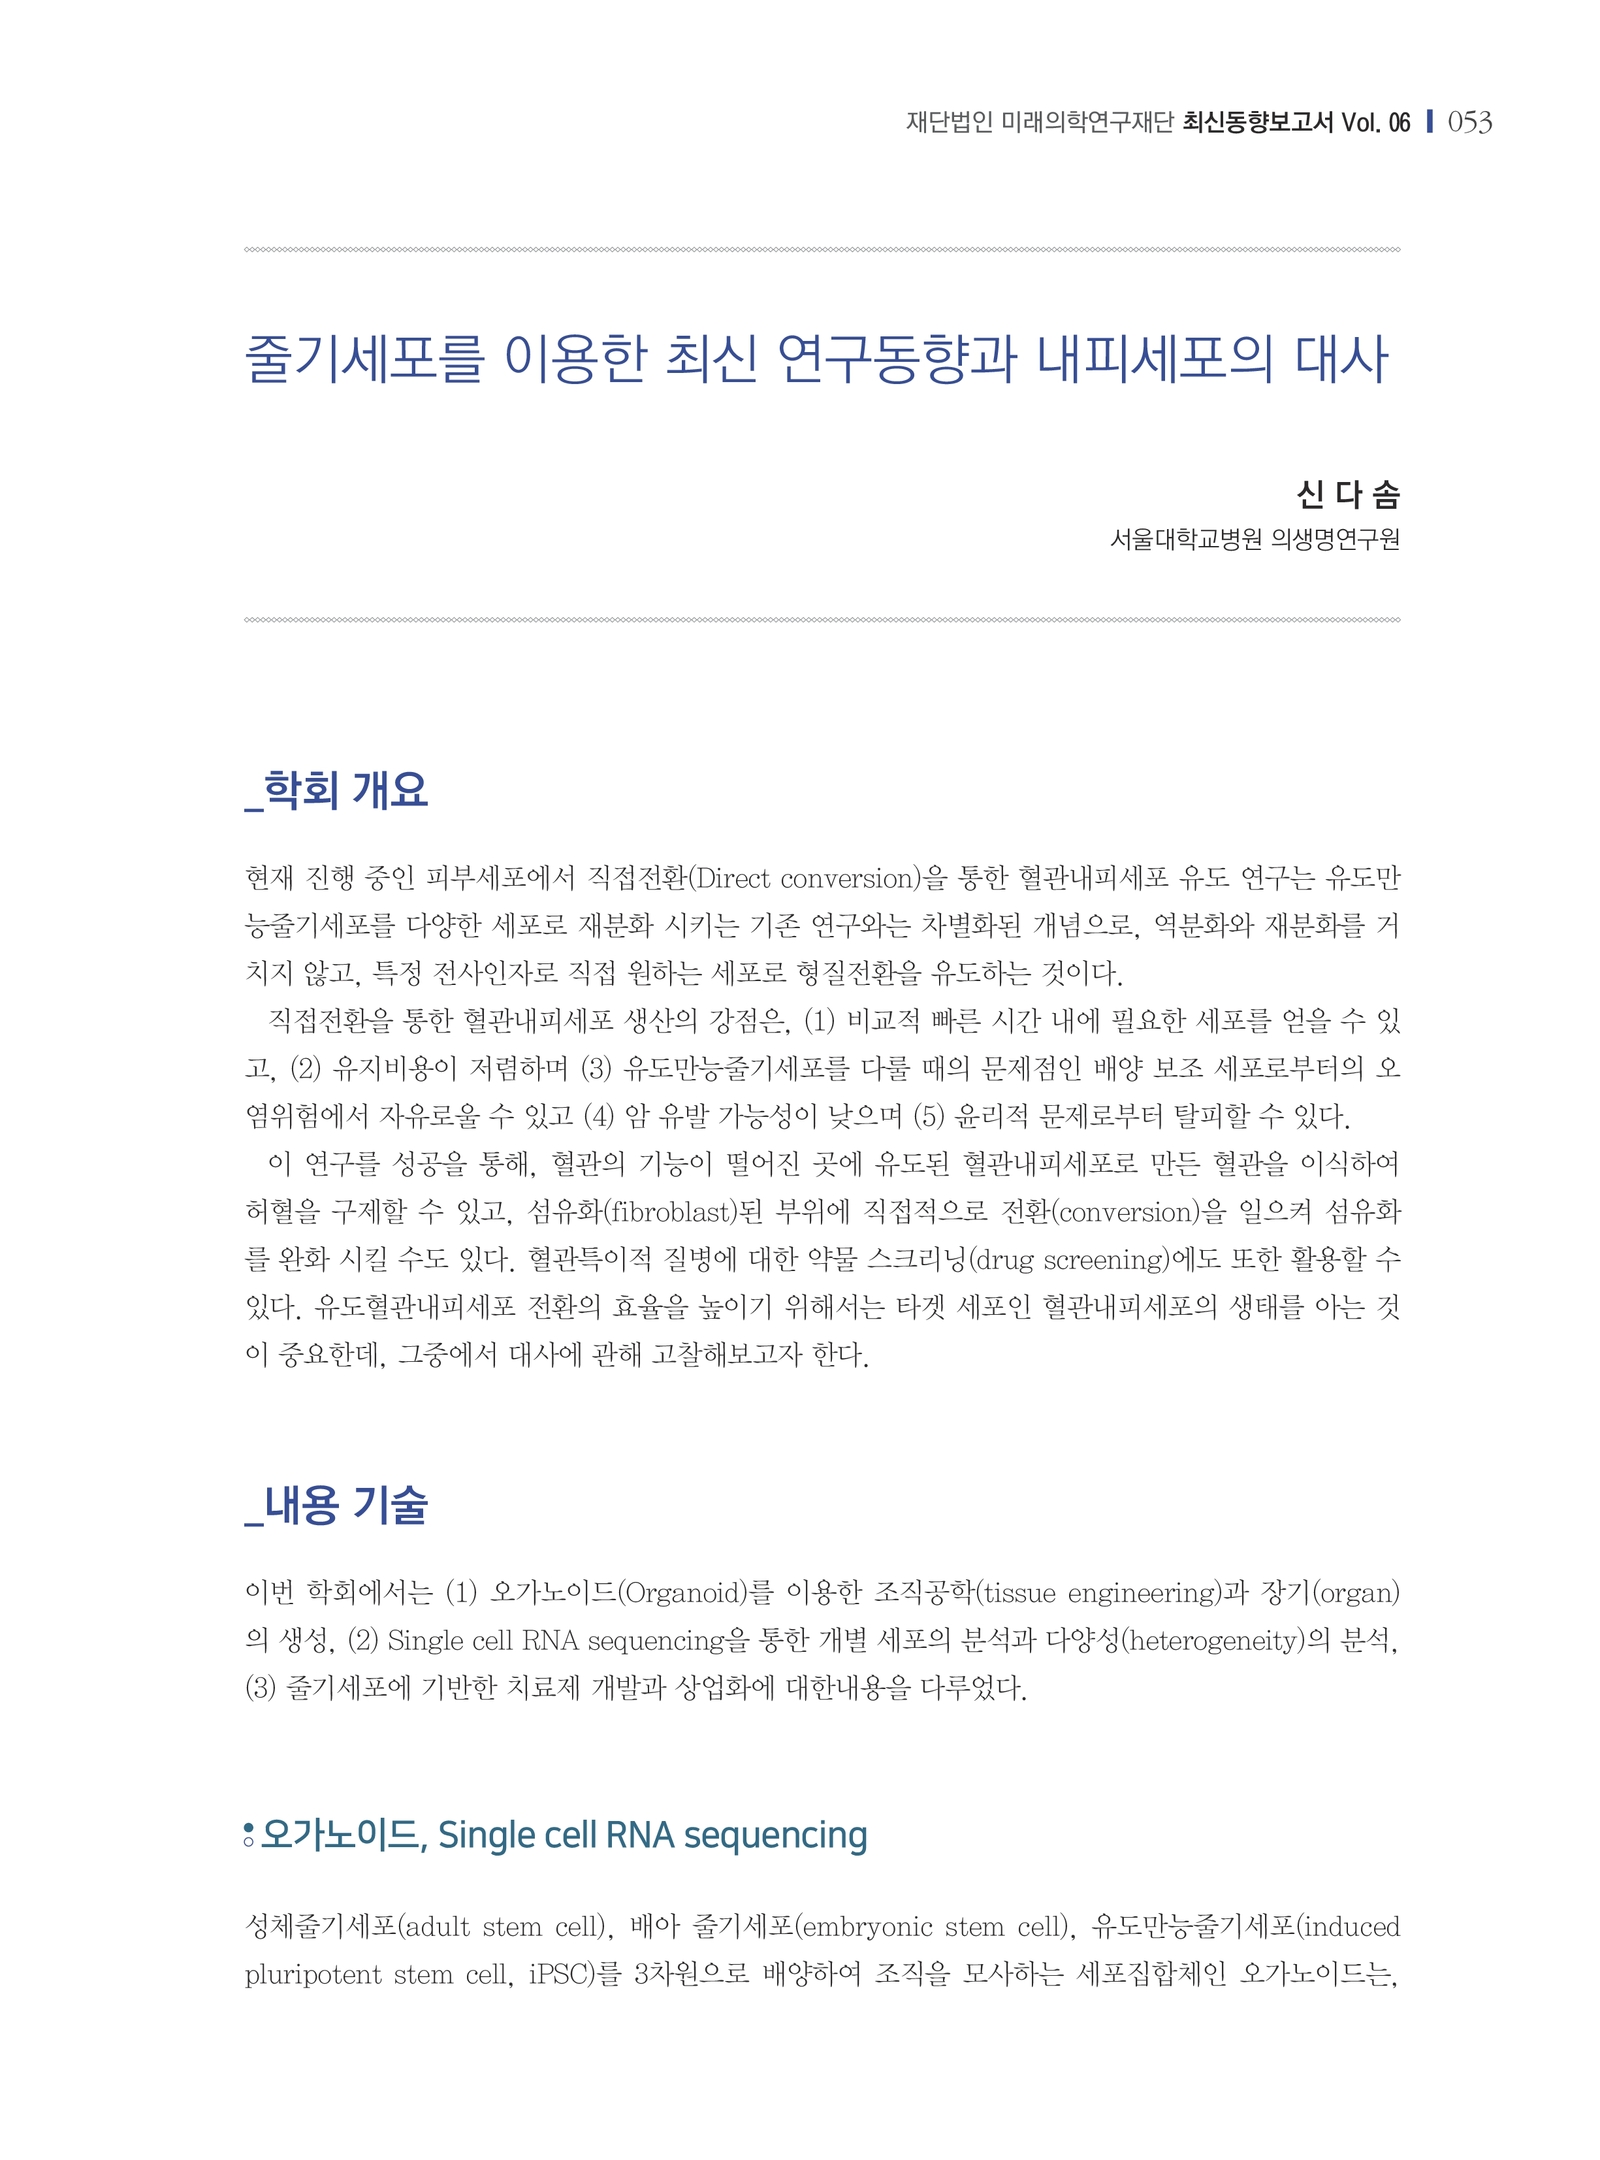 재단법인 미래의학연구재단 최신동향보고서 Vol. 06 053
줄기세포를 이용한 최신 연구동향과 내피세포의 대사
신 다 솜
서울대학교병원 의생명연구원
_학회 개요
현재 진행 중인 피부세포에서 직접전환(Direct conversion)을 통한 혈관내피세포 유도 연구는 유도만
능줄기세포를 다양한 세포로 재분화 시키는 기존 연구와는 차별화된 개념으로, 역분화와 재분화를 거
치지 않고, 특정 전사인자로 직접 원하는 세포로 형질전환을 유도하는 것이다.
직접전환을 통한 혈관내피세포 생산의 강점은, (1) 비교적 빠른 시간 내에 필요한 세포를 얻을 수 있
고, (2) 유지비용이 저렴하며 (3) 유도만능줄기세포를 다룰 때의 문제점인 배양 보조 세포로부터의 오
염위험에서 자유로울 수 있고 (4) 암 유발 가능성이 낮으며 (5) 윤리적 문제로부터 탈피할 수 있다.
이 연구를 성공을 통해, 혈관의 기능이 떨어진 곳에 유도된 혈관내피세포로 만든 혈관을 이식하여
허혈을 구제할 수 있고, 섬유화(fibroblast)된 부위에 직접적으로 전환(conversion)을 일으켜 섬유화
를 완화 시킬 수도 있다. 혈관특이적 질병에 대한 약물 스크리닝(drug screening)에도 또한 활용할 수
있다. 유도혈관내피세포 전환의 효율을 높이기 위해서는 타겟 세포인 혈관내피세포의 생태를 아는 것
이 중요한데, 그중에서 대사에 관해 고찰해보고자 한다.
_내용 기술
이번 학회에서는 (1) 오가노이드(Organoid)를 이용한 조직공학(tissue engineering)과 장기(organ)
의 생성, (2) Single cell RNA sequencing을 통한 개별 세포의 분석과 다양성(heterogeneity)의 분석,
(3) 줄기세포에 기반한 치료제 개발과 상업화에 대한내용을 다루었다.
오가노이드, Single cell RNA sequencing
성체줄기세포(adult stem cell), 배아 줄기세포(embryonic stem cell), 유도만능줄기세포(induced
pluripotent stem cell, iPSC)를 3차원으로 배양하여 조직을 모사하는 세포집합체인 오가노이드는,